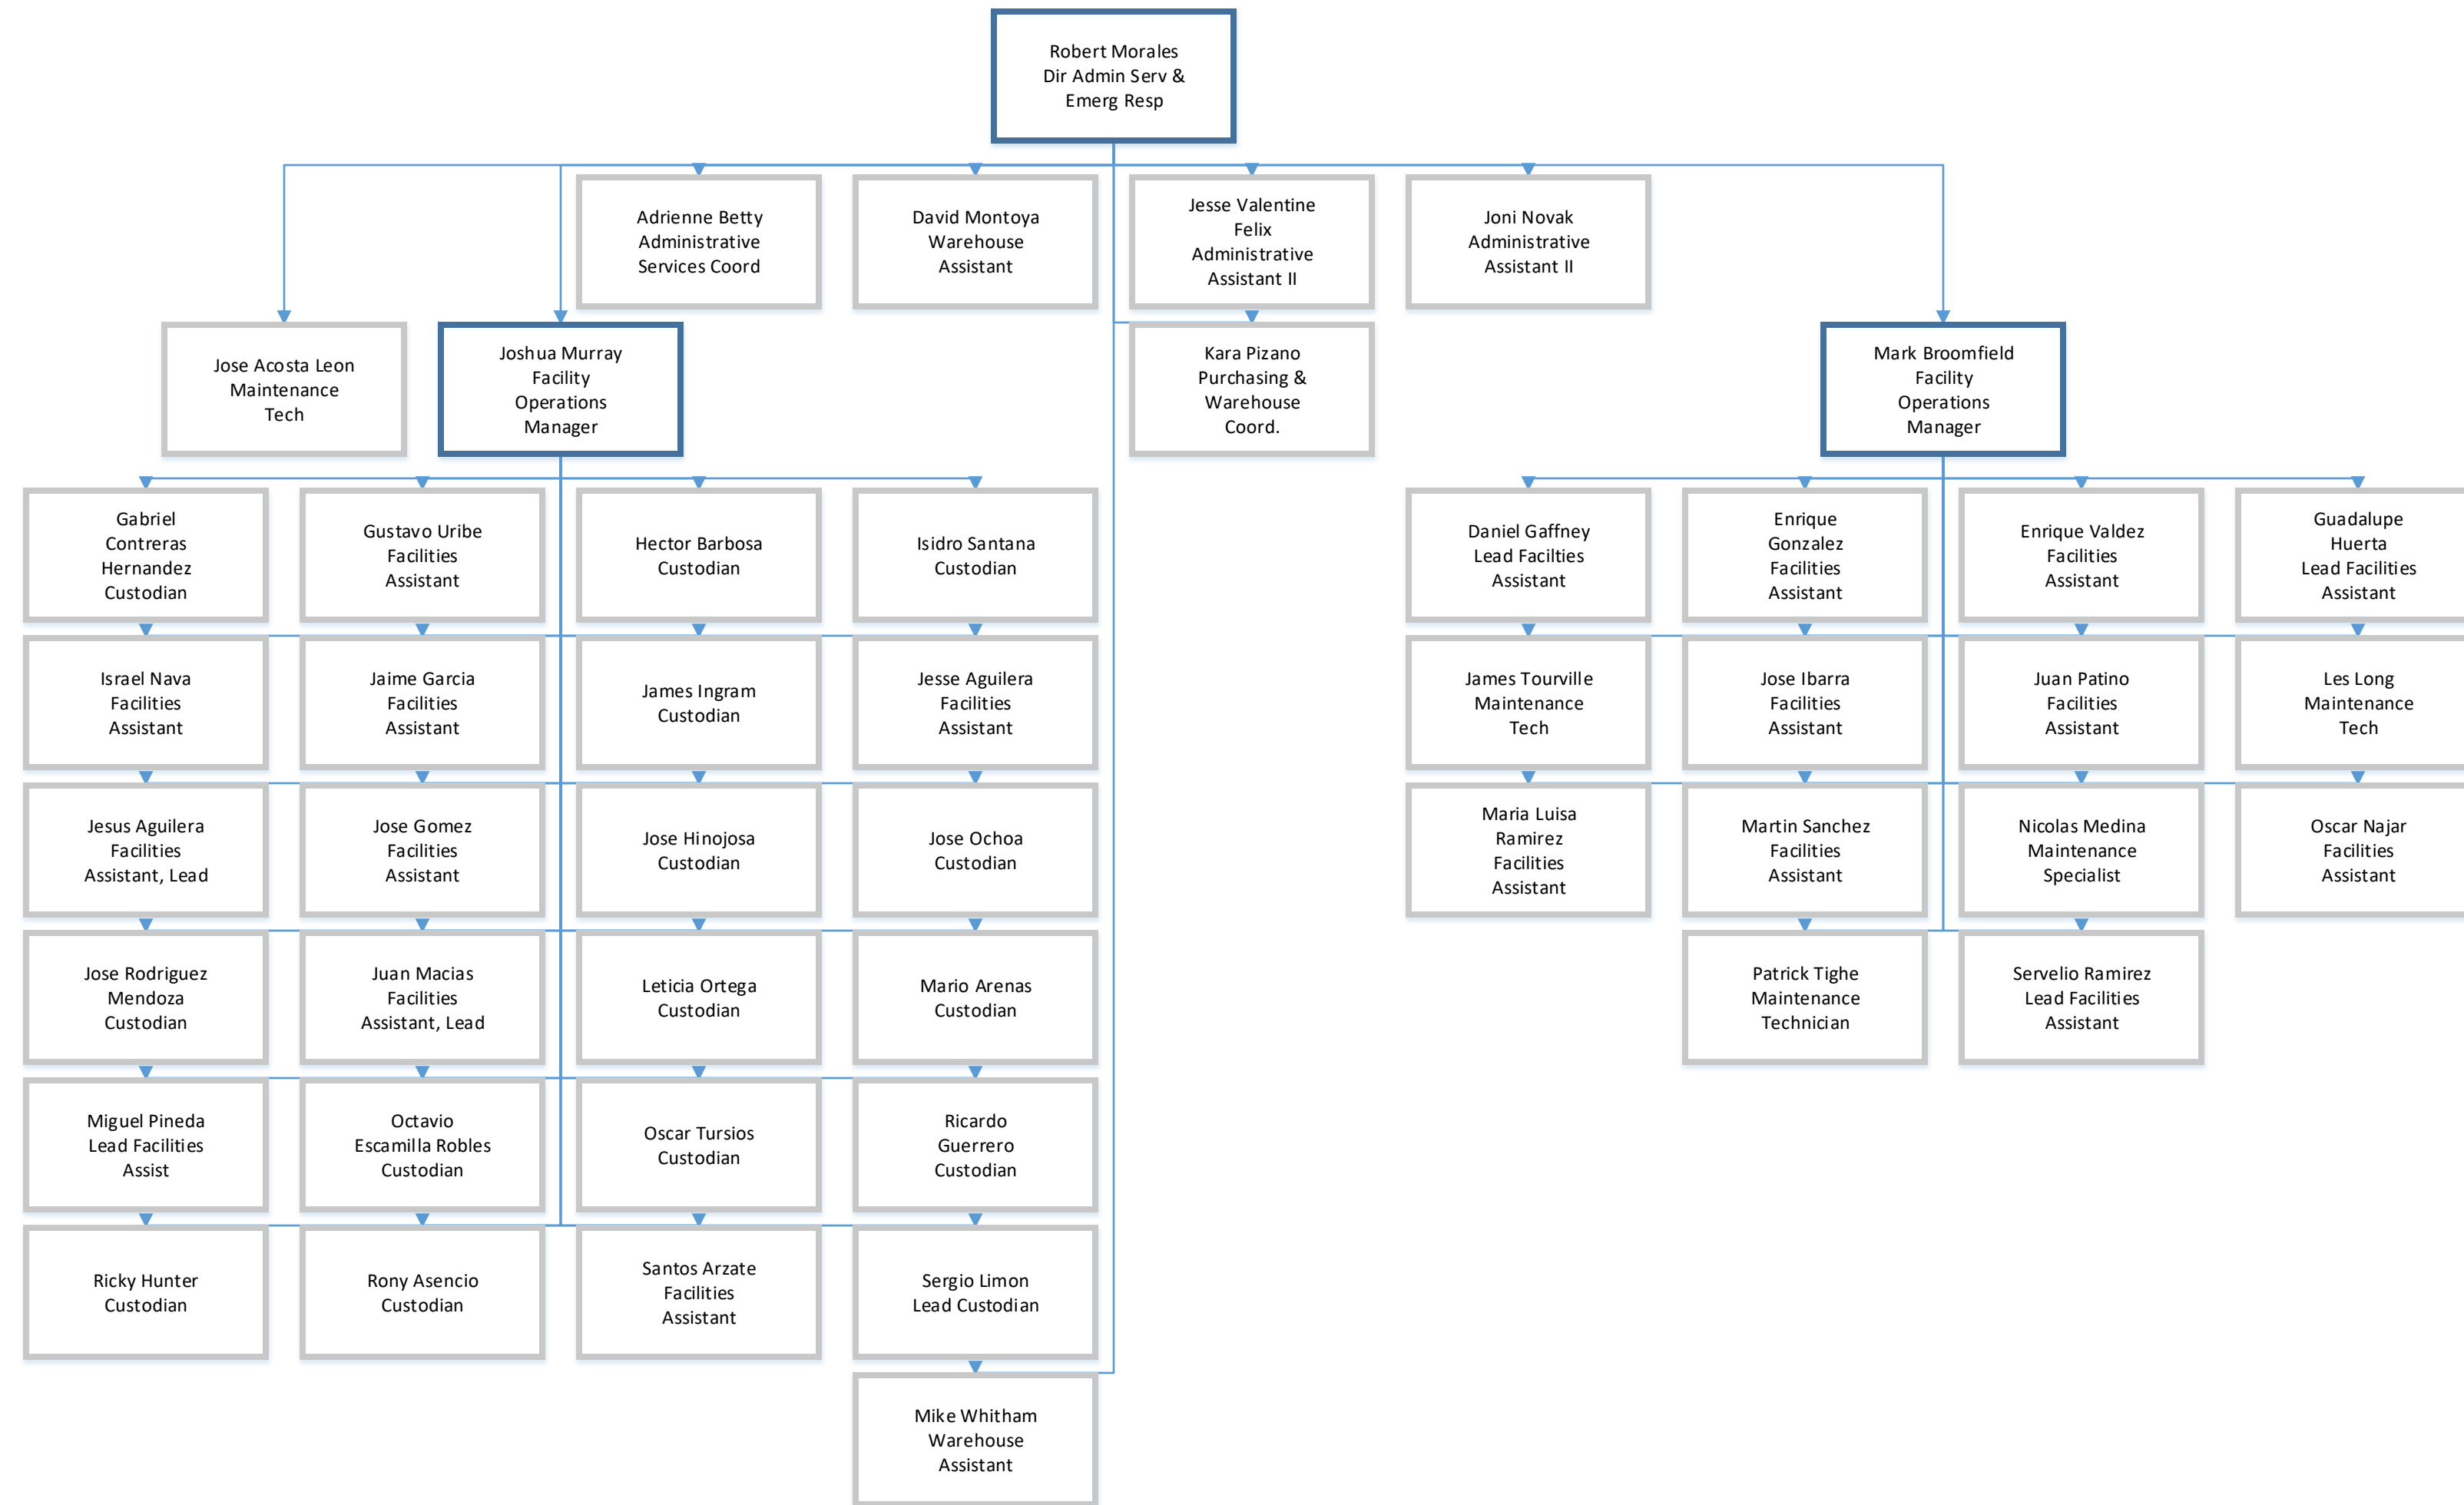 Robert Morales
Dir Admin Serv &
Emerg Resp
Adrienne Betty
Administrative
Services Coord
David Montoya
Warehouse
Assistant
Jesse Valentine
Felix
Administrative
Assistant II
Joni Novak
Administrative
Assistant II
Jose Acosta Leon
Maintenance
Tech
Joshua Murray
Facility
Operations
Manager
Kara Pizano
Purchasing &
Warehouse
Coord.
Mark Broomfield
Facility
Operations
Manager
Gabriel
Contreras
Hernandez
Custodian
Gustavo Uribe
Facilities
Assistant
Hector Barbosa
Custodian
Isidro Santana
Custodian
Daniel Gaffney
Lead Facilties
Assistant
Enrique
Gonzalez
Facilities
Assistant
Enrique Valdez
Facilities
Assistant
Guadalupe
Huerta
Lead Facilities
Assistant
Israel Nava
Facilities
Assistant
Jaime Garcia
Facilities
Assistant
James Ingram
Custodian
Jesse Aguilera
Facilities
Assistant
James Tourville
Maintenance
Tech
Jose Ibarra
Facilities
Assistant
Juan Patino
Facilities
Assistant
Les Long
Maintenance
Tech
Jesus Aguilera
Facilities
Assistant, Lead
Jose Gomez
Facilities
Assistant
Jose Hinojosa
Custodian
Jose Ochoa
Custodian
Maria Luisa
Ramirez
Facilities
Assistant
Martin Sanchez
Facilities
Assistant
Nicolas Medina
Maintenance
Specialist
Oscar Najar
Facilities
Assistant
Jose Rodriguez
Mendoza
Custodian
Juan Macias
Facilities
Assistant, Lead
Leticia Ortega
Custodian
Mario Arenas
Custodian
Patrick Tighe
Maintenance
Technician
Servelio Ramirez
Lead Facilities
Assistant
Miguel Pineda
Lead Facilities
Assist
Octavio
Escamilla Robles
Custodian
Oscar Tursios
Custodian
Ricardo
Guerrero
Custodian
Ricky Hunter
Custodian
Rony Asencio
Custodian
Santos Arzate
Facilities
Assistant
Sergio Limon
Lead Custodian
Mike Whitham
Warehouse
Assistant